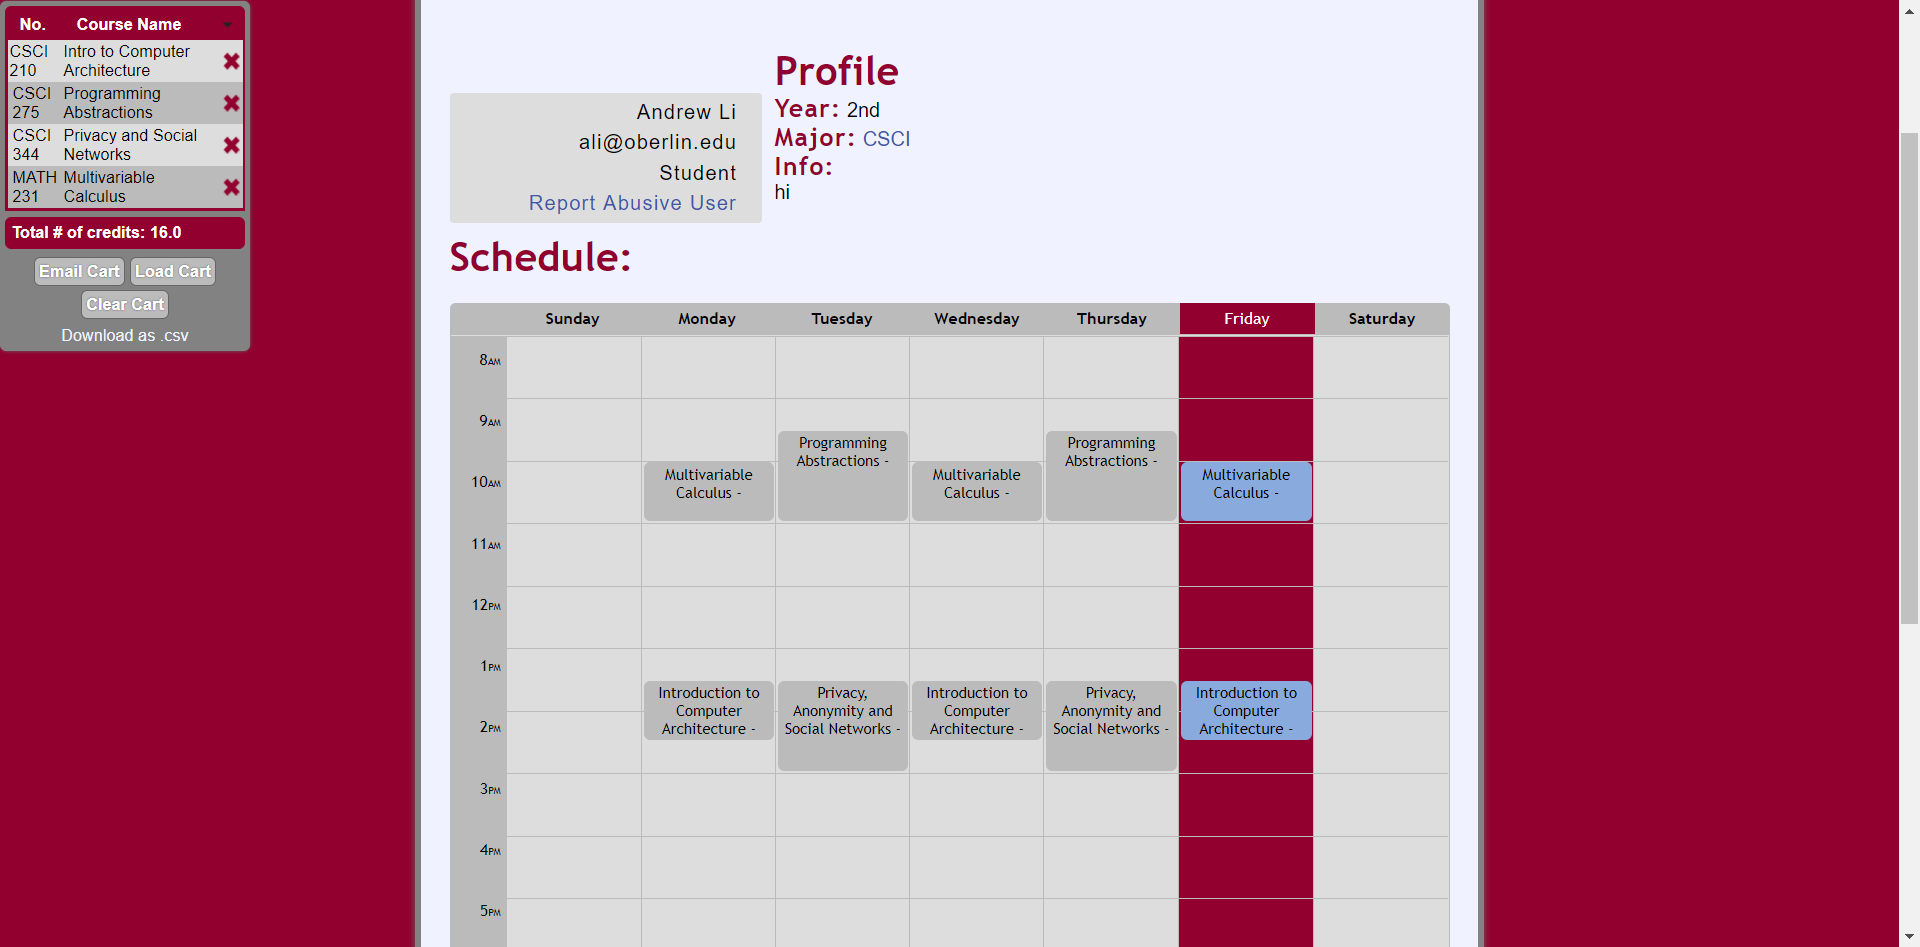 No. Course Name
CSCI 210 Intro to Computer Architecture
CSCI 275 Programming Abstractions
CSCI 344 Privacy and Social Networks
MATH 231 Multivariable Calculus
Total # of credits: 16.0
Email Cart Load Cart
Clear Cart
Download as .csv
Andrew Li
ali@oberlin.edu
Student
Report Abusive User
Profile
Year: 2nd
Major: CSCI
Info:
hi
Schedule:
Sunday Monday Tuesday Wednesday Thursday Friday Saturday
8AM
9AM
Programming
Abstractions -
Programming
Abstractions -
10AM
Multivariable
Calculus -
Multivariable
Calculus -
Multivariable
Calculus -
11AM
12PM
1PM
Introduction to
Computer
Architecture -
Privacy,
Anonymity and
Social Networks -
Introduction to
Computer
Architecture -
Privacy,
Anonymity and
Social Networks -
Introduction to
Computer
Architecture -
2PM
3PM
4PM
5PM